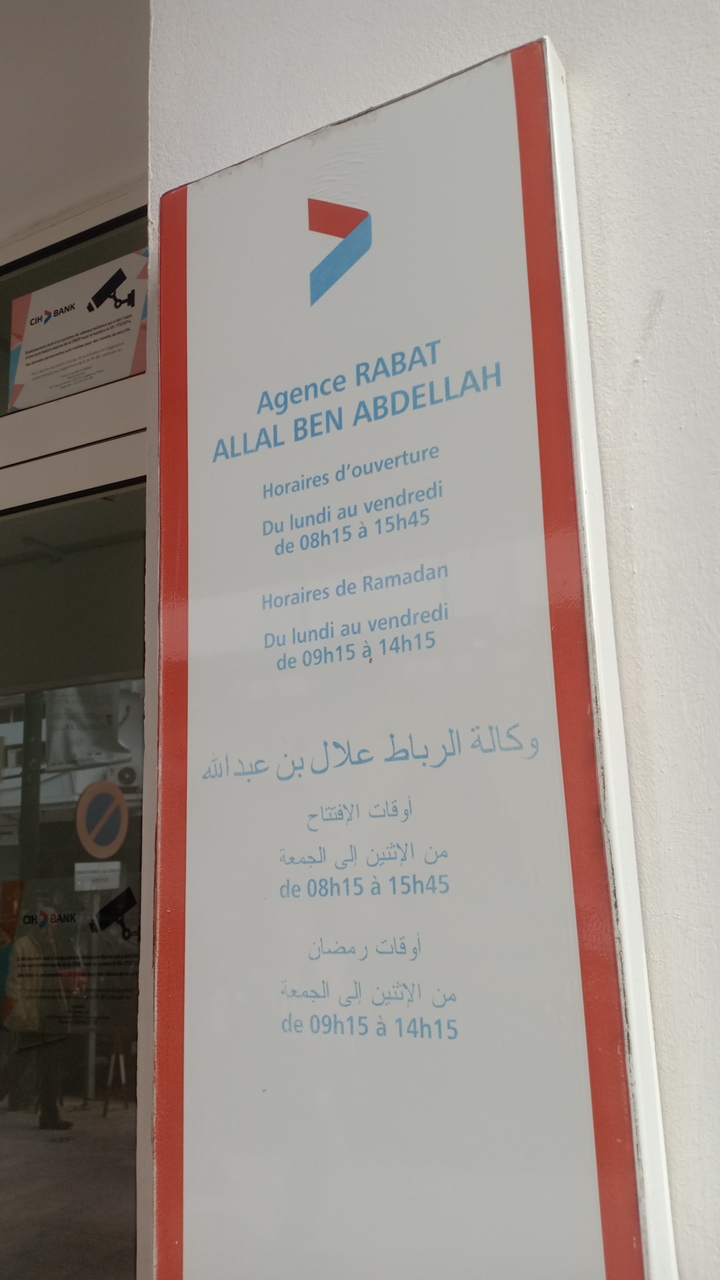 Agence RABAT
ALLAL BEN ABDELLAH
Horaires d'ouverture
Du lundi au vendredi
de 08h15 à 15h45
Horaires de Ramadan
Du lundi au vendredi
de 09h15 à 14h15
وكالة الرباط علال بن عبدالله
أوقات الإفتتاح
من الإثنين إلى الجمعة
de 08h15 à 15h45
أوقات رمضان
من الإثنين إلى الجمعة
de 09h15 à 14h15
CIH BANK
CIH BANK